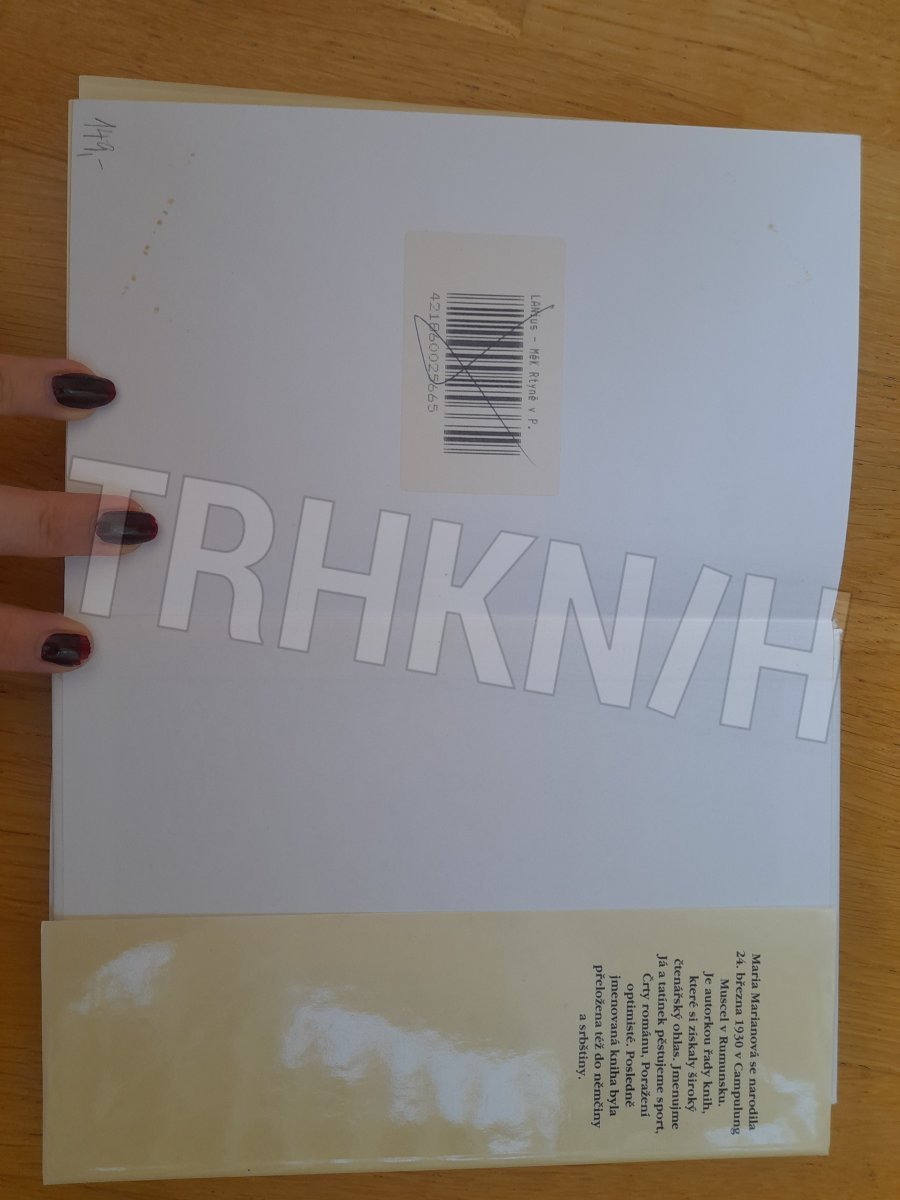 149,-
LANius - MěK Rtyně v P.
421860025665
TRHKNIH
Maria Marianová se narodila
24. března 1930 v Campulung
Muscel v Rumunsku.
Je autorkou řady knih,
které si získaly široký
čtenářský ohlas. Jmenujme
Já a tatínek pěstujeme sport,
Črty románu, Poražení
optimisté. Posledně
jmenovaná kniha byla
přeložena též do němčiny
a srbštiny.